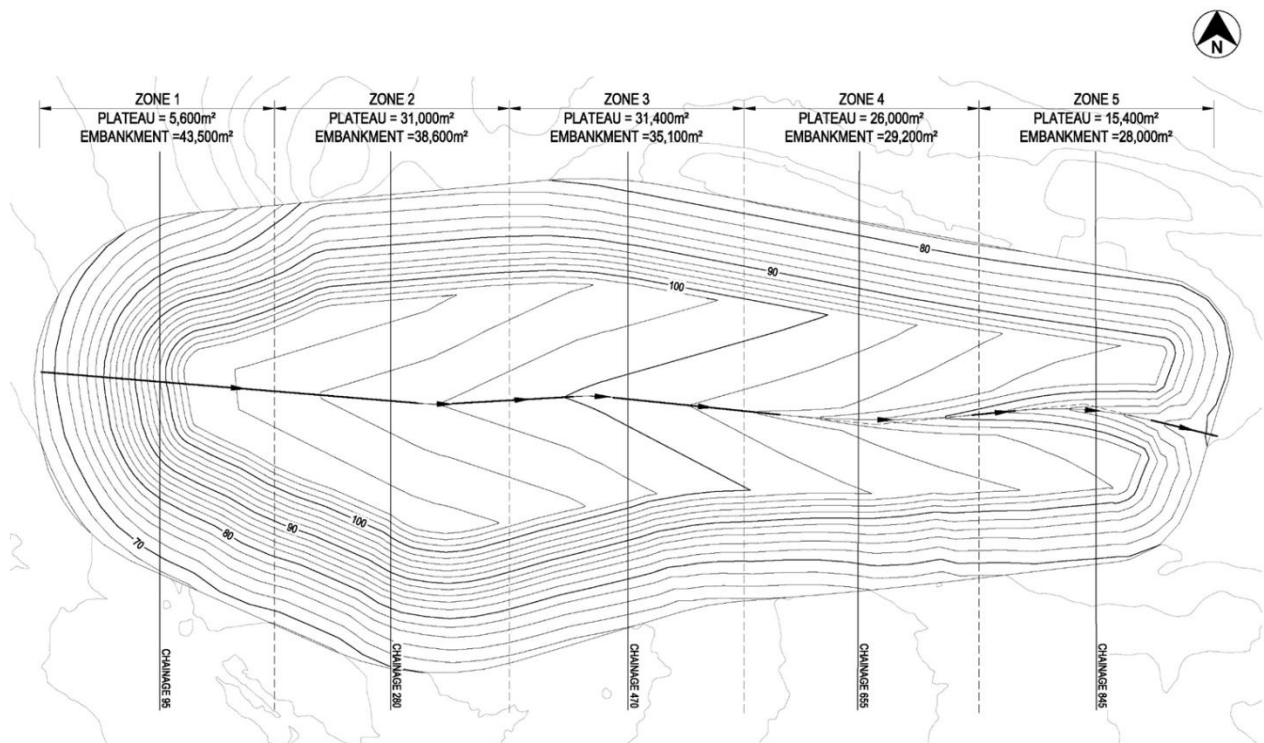 N
ZONE 1
PLATEAU = 5,600m²
EMBANKMENT =43,500m²
ZONE 2
PLATEAU = 31,000m²
EMBANKMENT =38,600m²
ZONE 3
PLATEAU = 31,400m²
EMBANKMENT =35,100m²
ZONE 4
PLATEAU = 26,000m²
EMBANKMENT =29,200m²
ZONE 5
PLATEAU = 15,400m²
EMBANKMENT =28,000m²
80
90
100
100
90
80
70
CHAINAGE 95
CHAINAGE 280
CHAINAGE 470
CHAINAGE 655
CHAINAGE 845